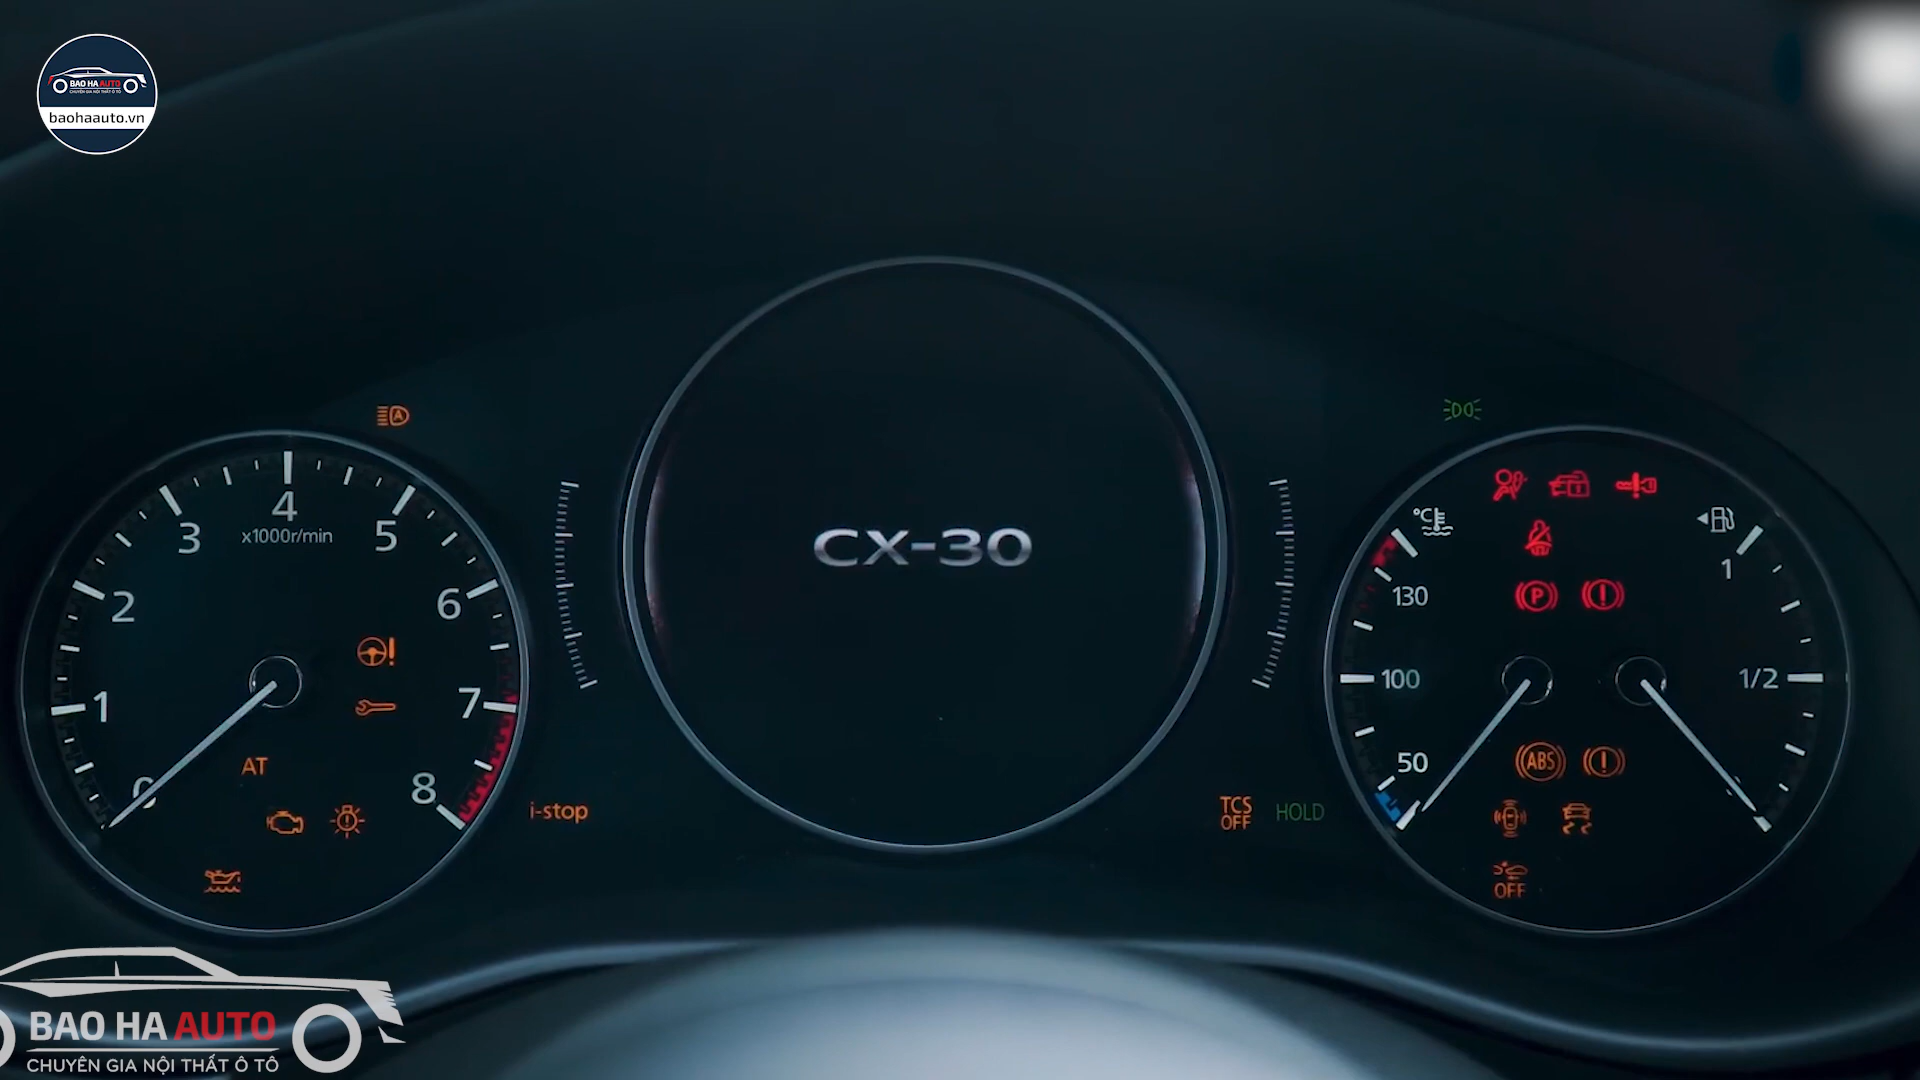 BAO HA AUTO
CHUYÊN GIA NỘI THẤT Ô TÔ
baohaauto.vn
A
4
3
5
x1000r/min
2
6
1
7
0
8
AT
i-stop
CX-30
°C
1
130
P
!
100
1/2
50
ABS
!
TCS
OFF
HOLD
OFF
BAO HA AUTO
CHUYÊN GIA NỘI THẤT Ô TÔ